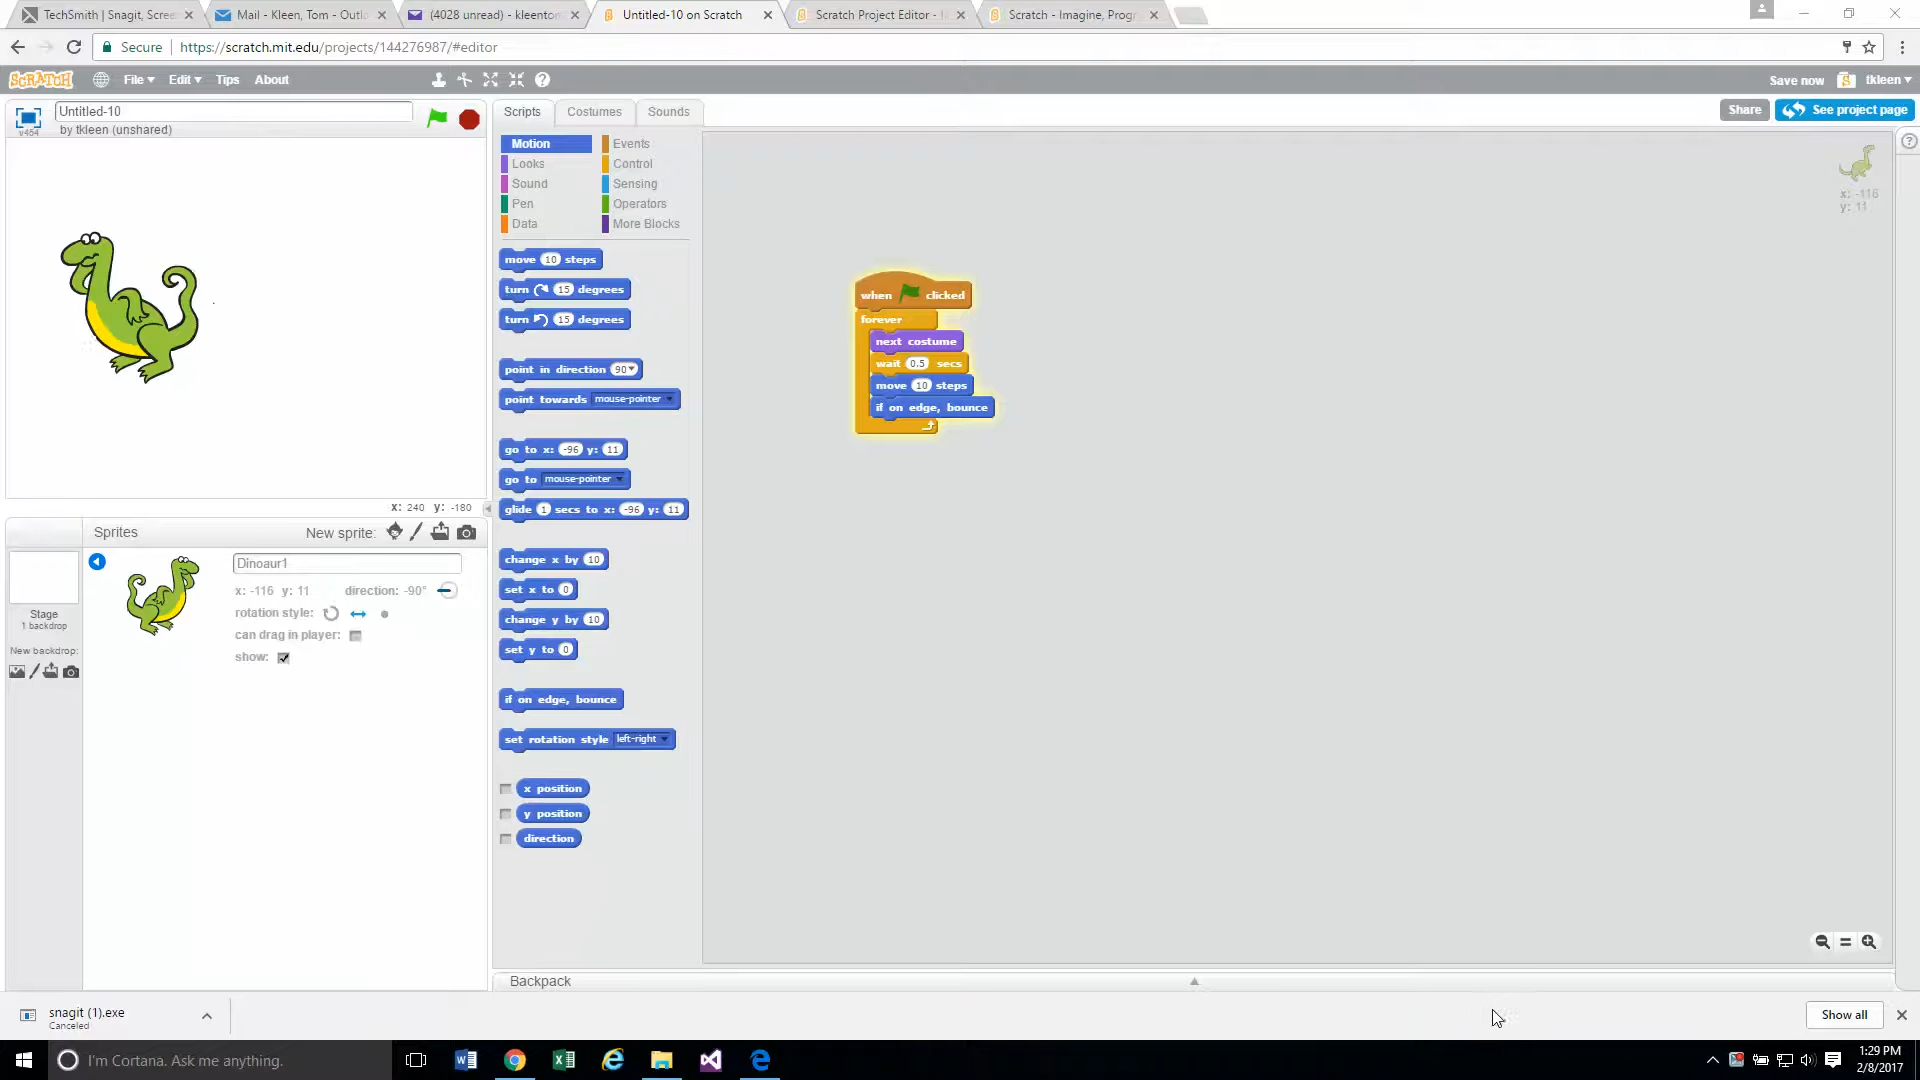 TechSmith | Snagit, Scree
Mail - Kleen, Tom - Outlo
(4028 unread) - kleentom
Untitled-10 on Scratch
Scratch Project Editor -
Scratch - Imagine, Progr
Secure
https://scratch.mit.edu/projects/144276987/#editor
SCRATCH
File
Edit
Tips
About
Save now
tkleen
Untitled-10
by tkleen (unshared)
v454
Scripts
Costumes
Sounds
Share
See project page
Motion
Looks
Sound
Pen
Data
Events
Control
Sensing
Operators
More Blocks
move 10 steps
turn 15 degrees
turn 15 degrees
point in direction 90
point towards mouse-pointer
go to x: -96 y: 11
go to mouse-pointer
glide 1 secs to x: -96 y: 11
change x by 10
set x to 0
change y by 10
set y to 0
if on edge, bounce
set rotation style left-right
x position
y position
direction
when clicked
forever
next costume
wait 0.5 secs
move 10 steps
if on edge, bounce
x: -116
y: 11
x: 240 y: -180
Sprites
New sprite:
Stage
1 backdrop
New backdrop:
Dinoaur1
x: -116 y: 11 direction: -90°
rotation style:
can drag in player:
show:
Backpack
snagit (1).exe
Canceled
Show all
I'm Cortana. Ask me anything.
1:29 PM
2/8/2017